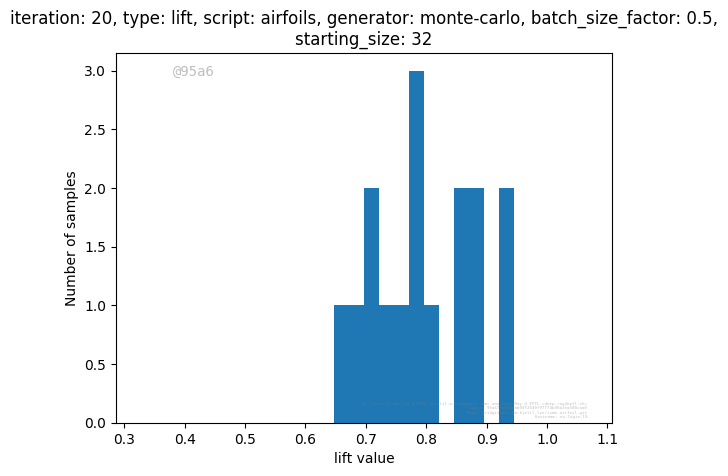 iteration: 20, type: lift, script: airfoils, generator: monte-carlo, batch_size_factor: 0.5,
starting_size: 32
@95a6
3.0
2.5
2.0
1.5
1.0
0.5
0.0
Number of samples
0.3 0.4 0.5 0.6 0.7 0.8 0.9 1.0 1.1
lift value